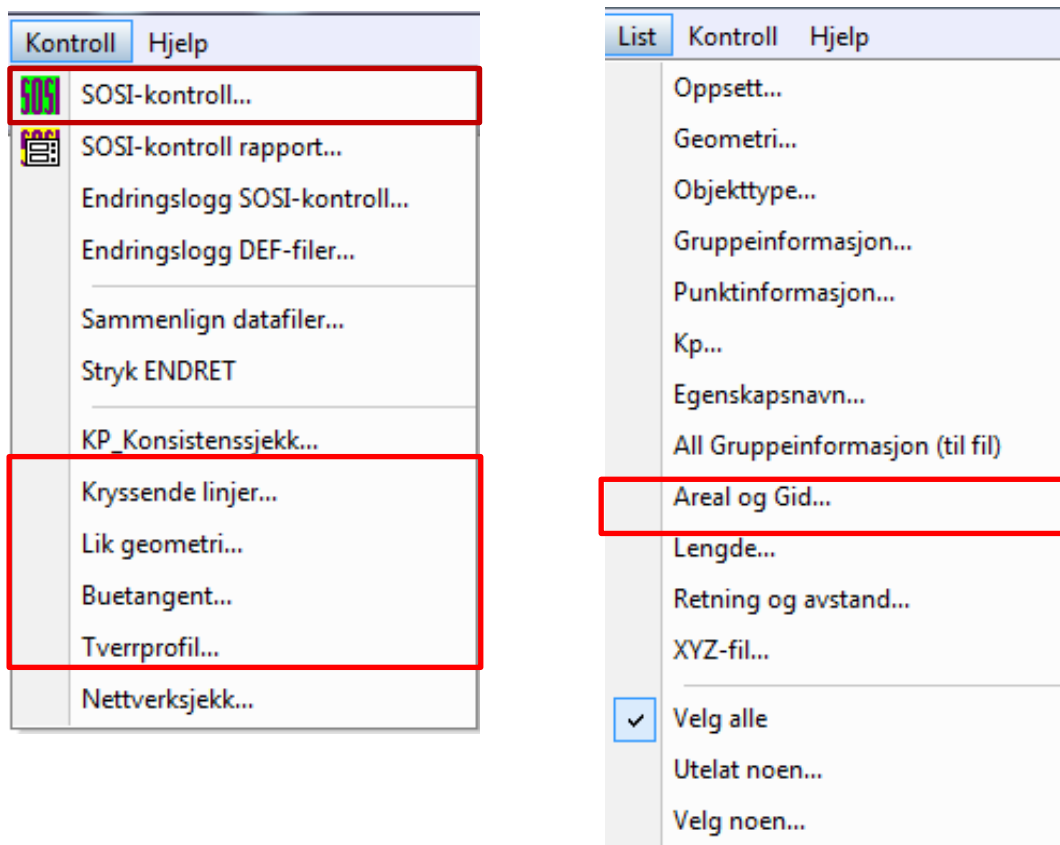 Kontroll Hjelp
SOSI SOSI-kontroll...
SOSI SOSI-kontroll rapport...
Endringslogg SOSI-kontroll...
Endringslogg DEF-filer...
Sammenlign datafiler...
Stryk ENDRET
KP_Konsistenssjekk...
Kryssende linjer...
Lik geometri...
Buetangent...
Tverrprofil...
Nettverksjekk...
List Kontroll Hjelp
Oppsett...
Geometri...
Objekttype...
Gruppeinformasjon...
Punktinformasjon...
Kp...
Egenskapsnavn...
All Gruppeinformasjon (til fil)
Areal og Gid...
Lengde...
Retning og avstand...
XYZ-fil...
Velg alle
Utelat noen...
Velg noen...